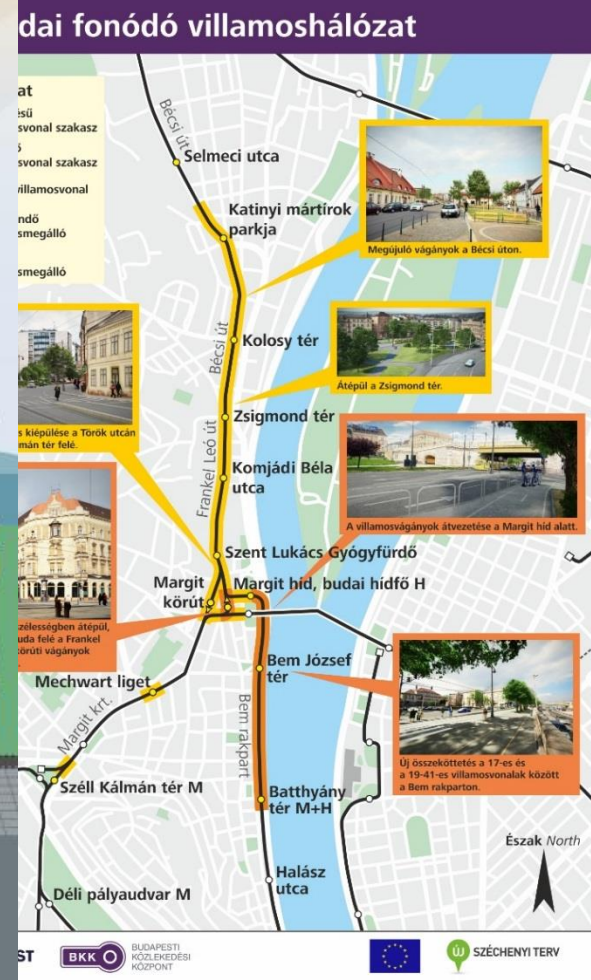 dai fonódó villamoshálózat
at
ésű
svonal szakasz
ő
svonal szakasz
villamosvonal
ndő
smegálló
smegálló
Bécsi út
Selmeci utca
Katinyi mártírok
parkja
Megújuló vágányok a Bécsi úton.
Bécsi út
Kolosy tér
Átépül a Zsigmond tér.
Zsigmond tér
s kiépülése a Török utcán
mán tér felé.
Frankel Leó út
Komjádi Béla
utca
A villamosvágányok átvezetése a Margit híd alatt.
Szent Lukács Gyógyfürdő
Margit
körút
Margit híd, budai hídfő H
szélességben átépül,
uda felé a Frankel
körúti vágányok
Bem József
tér
Mechwart liget
Margit krt.
Bem rakpart
Új összeköttetés a 17-es és
a 19-41-es villamosvonalak között
a Bem rakparton.
Széll Kálmán tér M
Batthyány
tér M+H
Észak North
Halász
utca
Déli pályaudvar M
ST
BKK
BUDAPESTI
KÖZLEKEDÉSI
KÖZPONT
ÚJ
SZÉCHENYI TERV